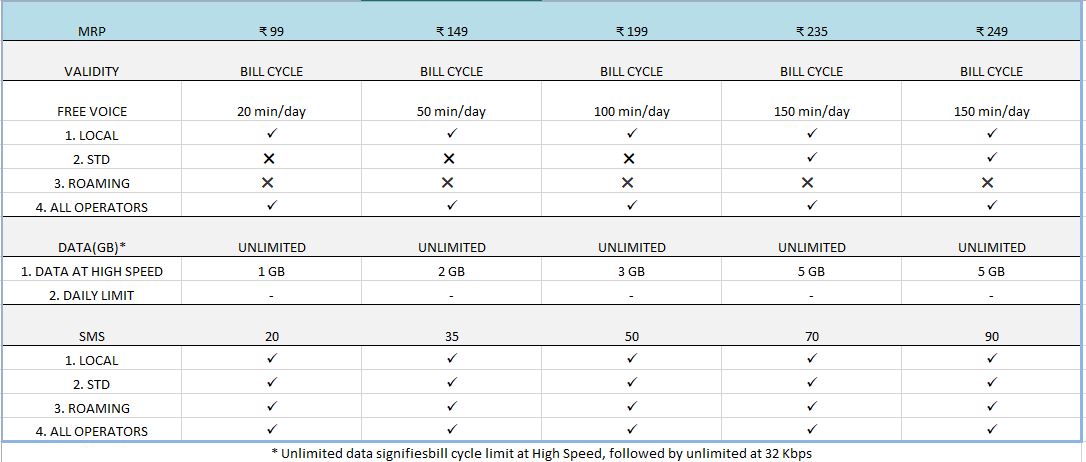 MRP ₹ 99 ₹ 149 ₹ 199 ₹ 235 ₹ 249
VALIDITY BILL CYCLE BILL CYCLE BILL CYCLE BILL CYCLE BILL CYCLE
FREE VOICE 20 min/day 50 min/day 100 min/day 150 min/day 150 min/day
1. LOCAL ✓ ✓ ✓ ✓ ✓
2. STD ✕ ✕ ✕ ✓ ✓
3. ROAMING ✕ ✕ ✕ ✕ ✕
4. ALL OPERATORS ✓ ✓ ✓ ✓ ✓
DATA(GB)* UNLIMITED UNLIMITED UNLIMITED UNLIMITED UNLIMITED
1. DATA AT HIGH SPEED 1 GB 2 GB 3 GB 5 GB 5 GB
2. DAILY LIMIT - - - - -
SMS 20 35 50 70 90
1. LOCAL ✓ ✓ ✓ ✓ ✓
2. STD ✓ ✓ ✓ ✓ ✓
3. ROAMING ✓ ✓ ✓ ✓ ✓
4. ALL OPERATORS ✓ ✓ ✓ ✓ ✓
* Unlimited data signifiesbill cycle limit at High Speed, followed by unlimited at 32 Kbps